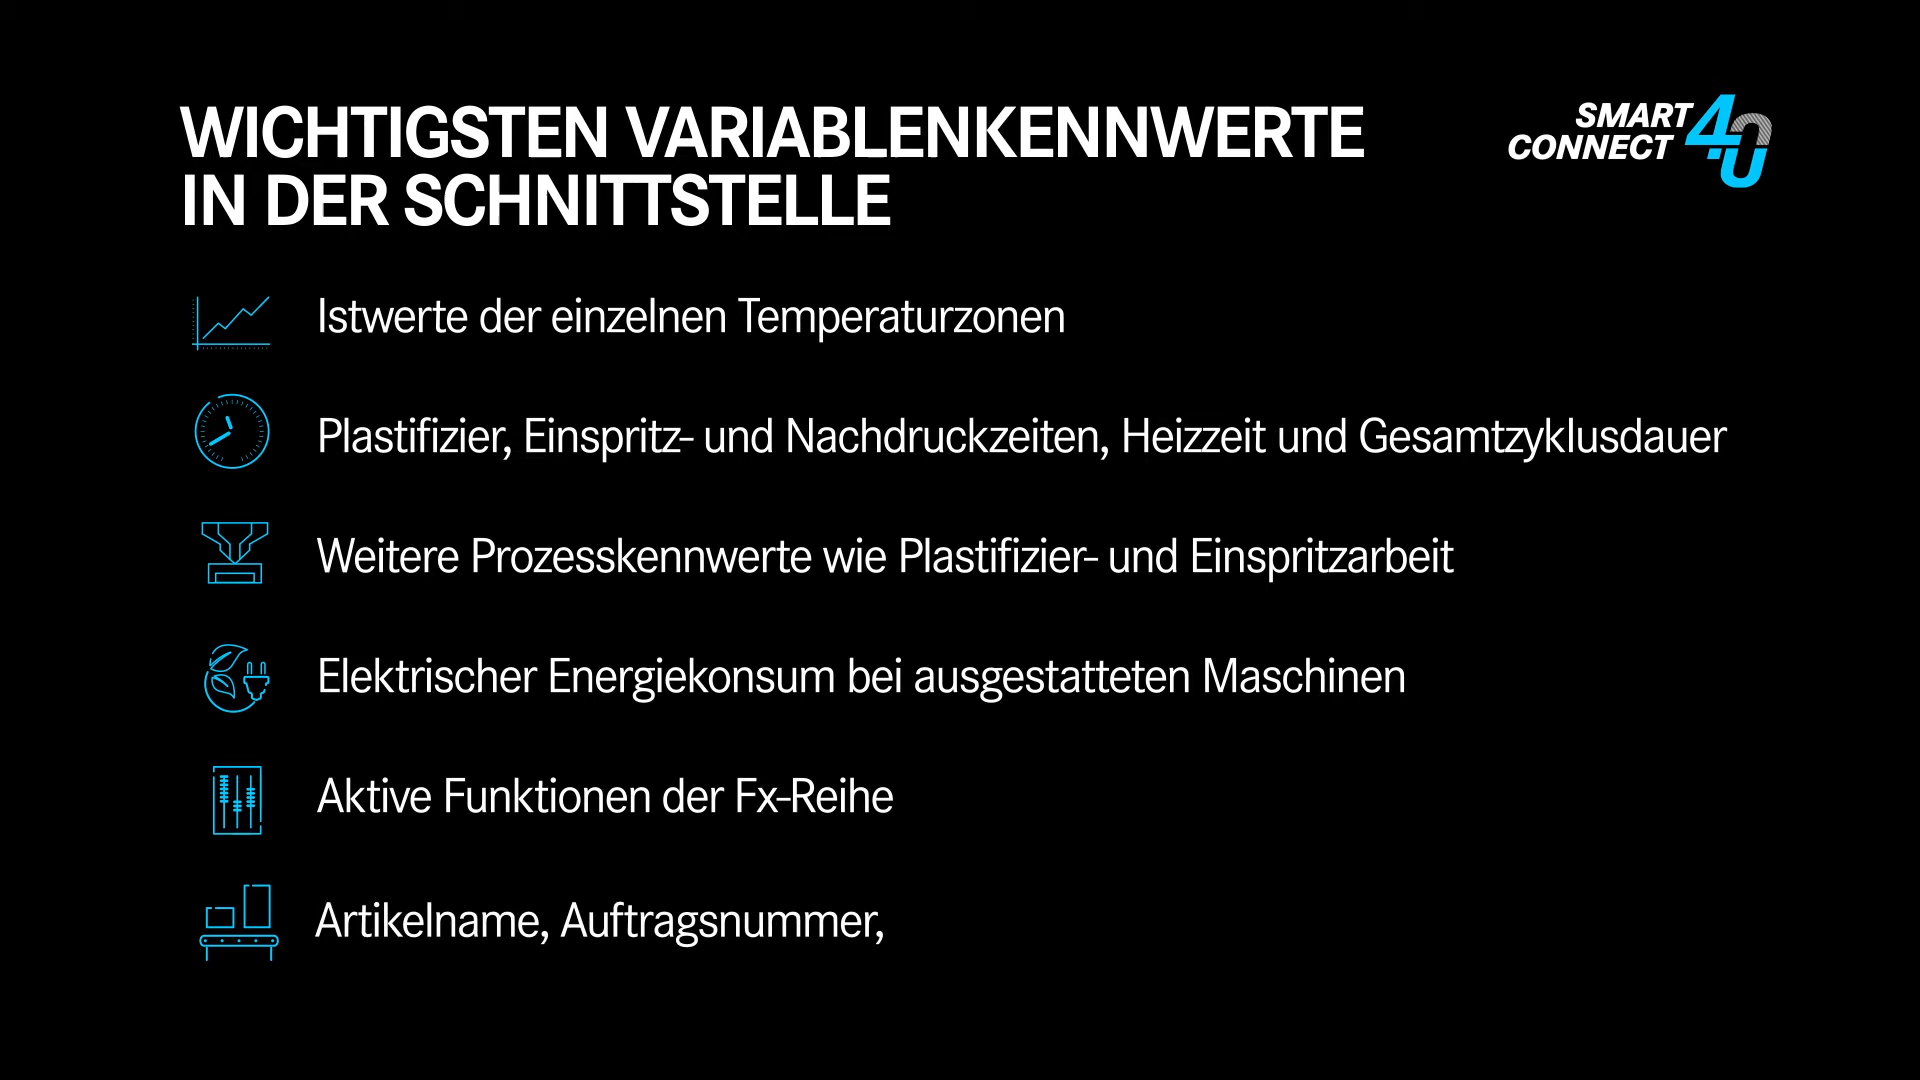 WICHTIGSTEN VARIABLENKENNWERTE
IN DER SCHNITTSTELLE
SMART
CONNECT
4.0
Istwerte der einzelnen Temperaturzonen
Plastifizier, Einspritz- und Nachdruckzeiten, Heizzeit und Gesamtzyklusdauer
Weitere Prozesskennwerte wie Plastifizier- und Einspritzarbeit
Elektrischer Energiekonsum bei ausgestatteten Maschinen
Aktive Funktionen der Fx-Reihe
Artikelname, Auftragsnummer,